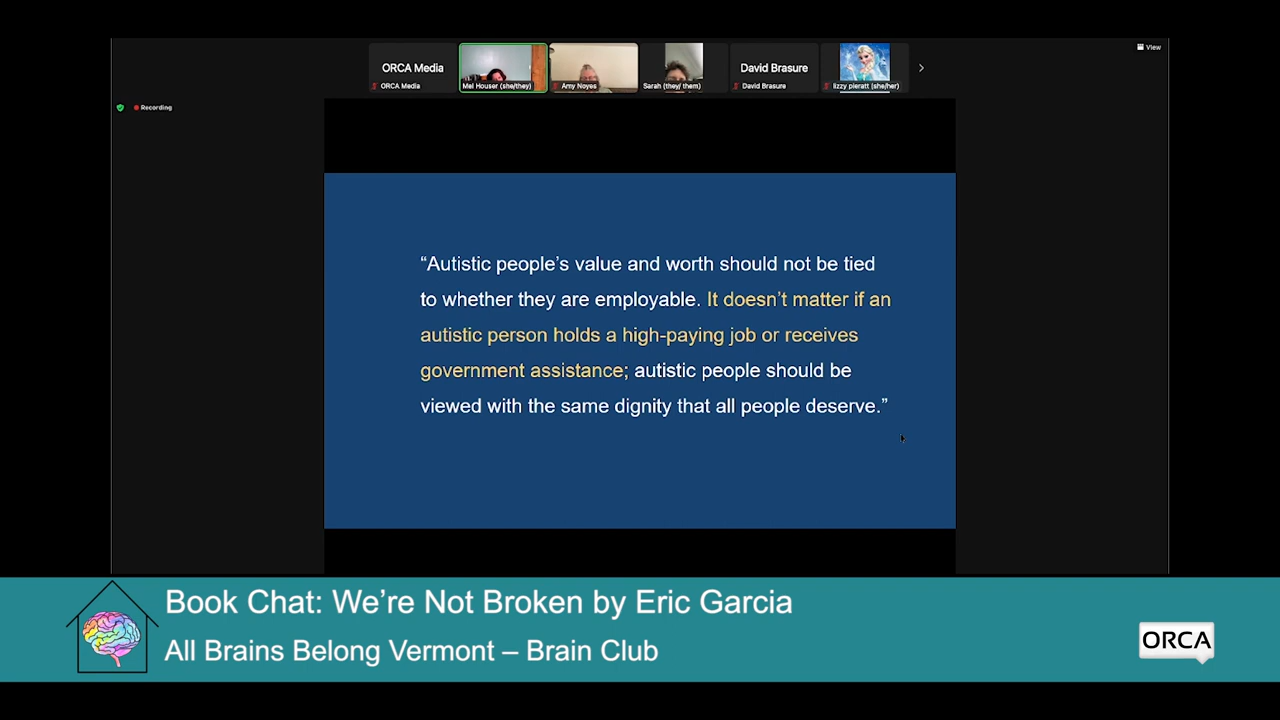 View
ORCA Media
ORCA Media
Mel Houser (she/they)
Amy Noyes
Sarah (they/ them)
David Brasure
David Brasure
lizzy pieratt (she/her)
Recording
“Autistic people’s value and worth should not be tied
to whether they are employable. It doesn’t matter if an
autistic person holds a high-paying job or receives
government assistance; autistic people should be
viewed with the same dignity that all people deserve.”
Book Chat: We’re Not Broken by Eric Garcia
All Brains Belong Vermont – Brain Club
ORCA